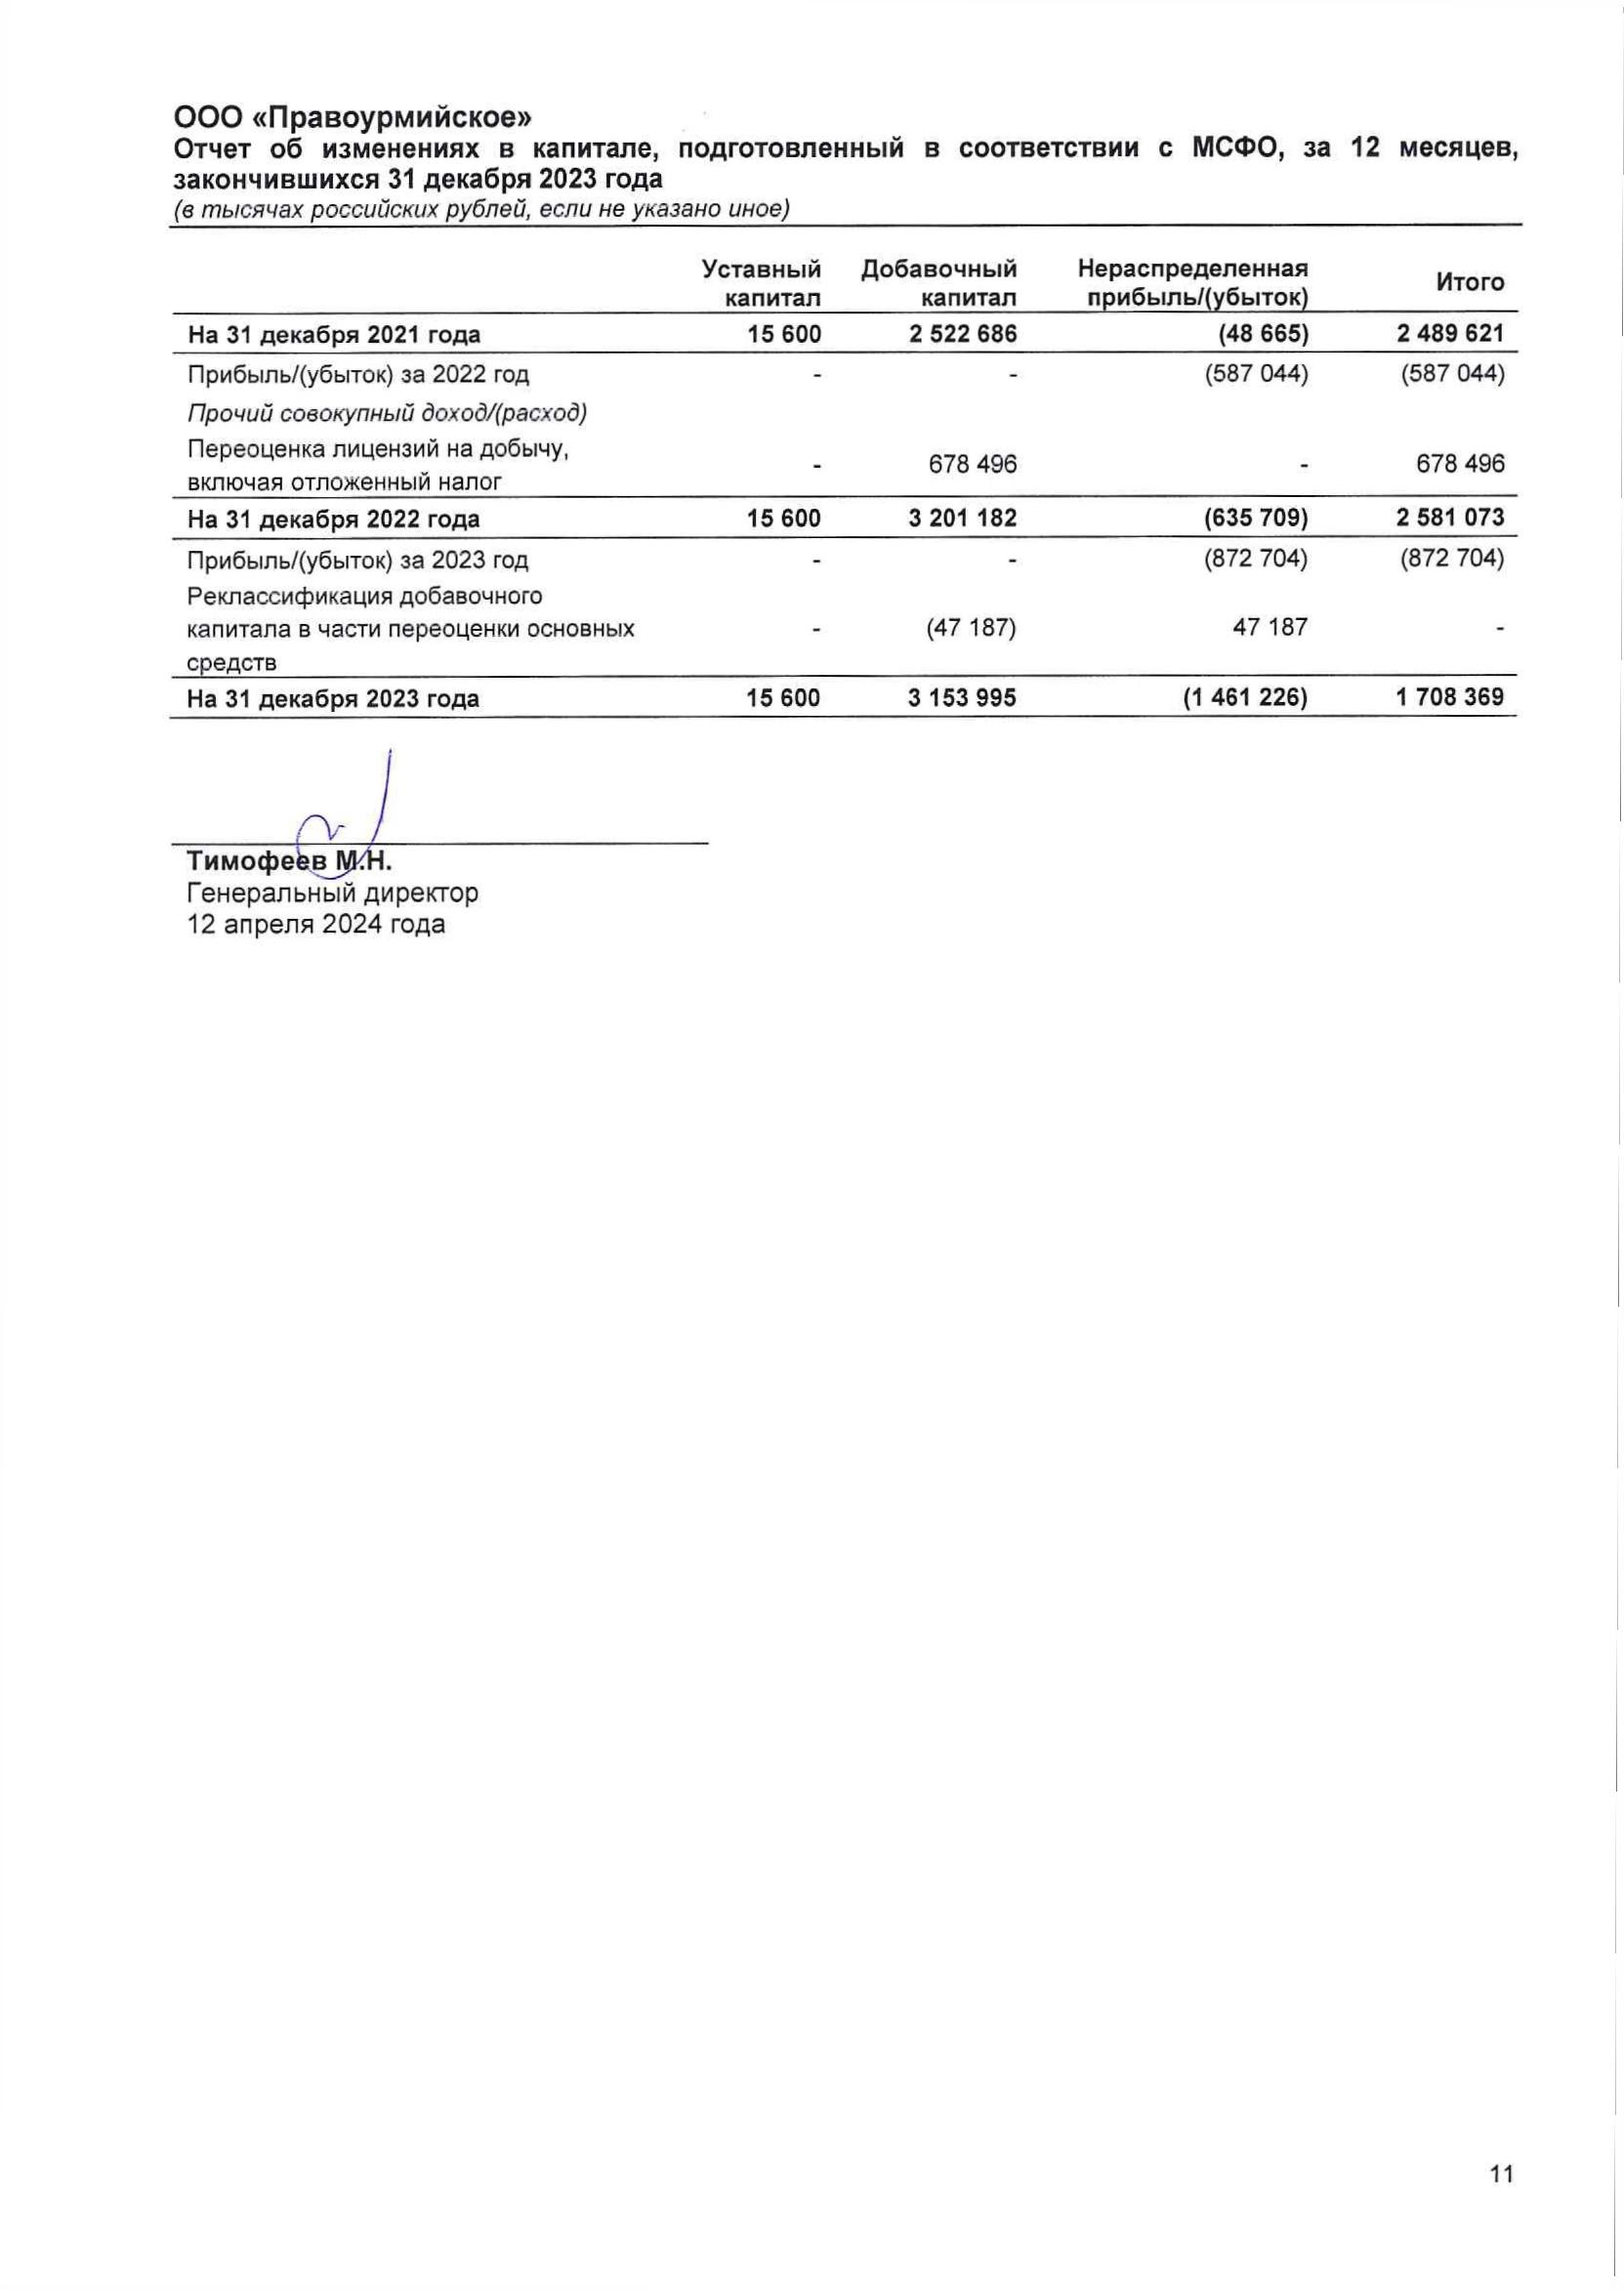 ООО «Правоурмийское»
Отчет об изменениях в капитале, подготовленный в соответствии с МСФО, за 12 месяцев,
закончившихся 31 декабря 2023 года
(в тысячах российских рублей, если не указано иное)
Уставный капитал Добавочный капитал Нераспределенная прибыль/(убыток) Итого
На 31 декабря 2021 года 15 600 2 522 686 (48 665) 2 489 621
Прибыль/(убыток) за 2022 год - - (587 044) (587 044)
Прочий совокупный доход/(расход)
Переоценка лицензий на добычу,
включая отложенный налог - 678 496 - 678 496
На 31 декабря 2022 года 15 600 3 201 182 (635 709) 2 581 073
Прибыль/(убыток) за 2023 год - - (872 704) (872 704)
Реклассификация добавочного
капитала в части переоценки основных - (47 187) 47 187 -
средств
На 31 декабря 2023 года 15 600 3 153 995 (1 461 226) 1 708 369
Тимофеев М.Н.
Генеральный директор
12 апреля 2024 года
11